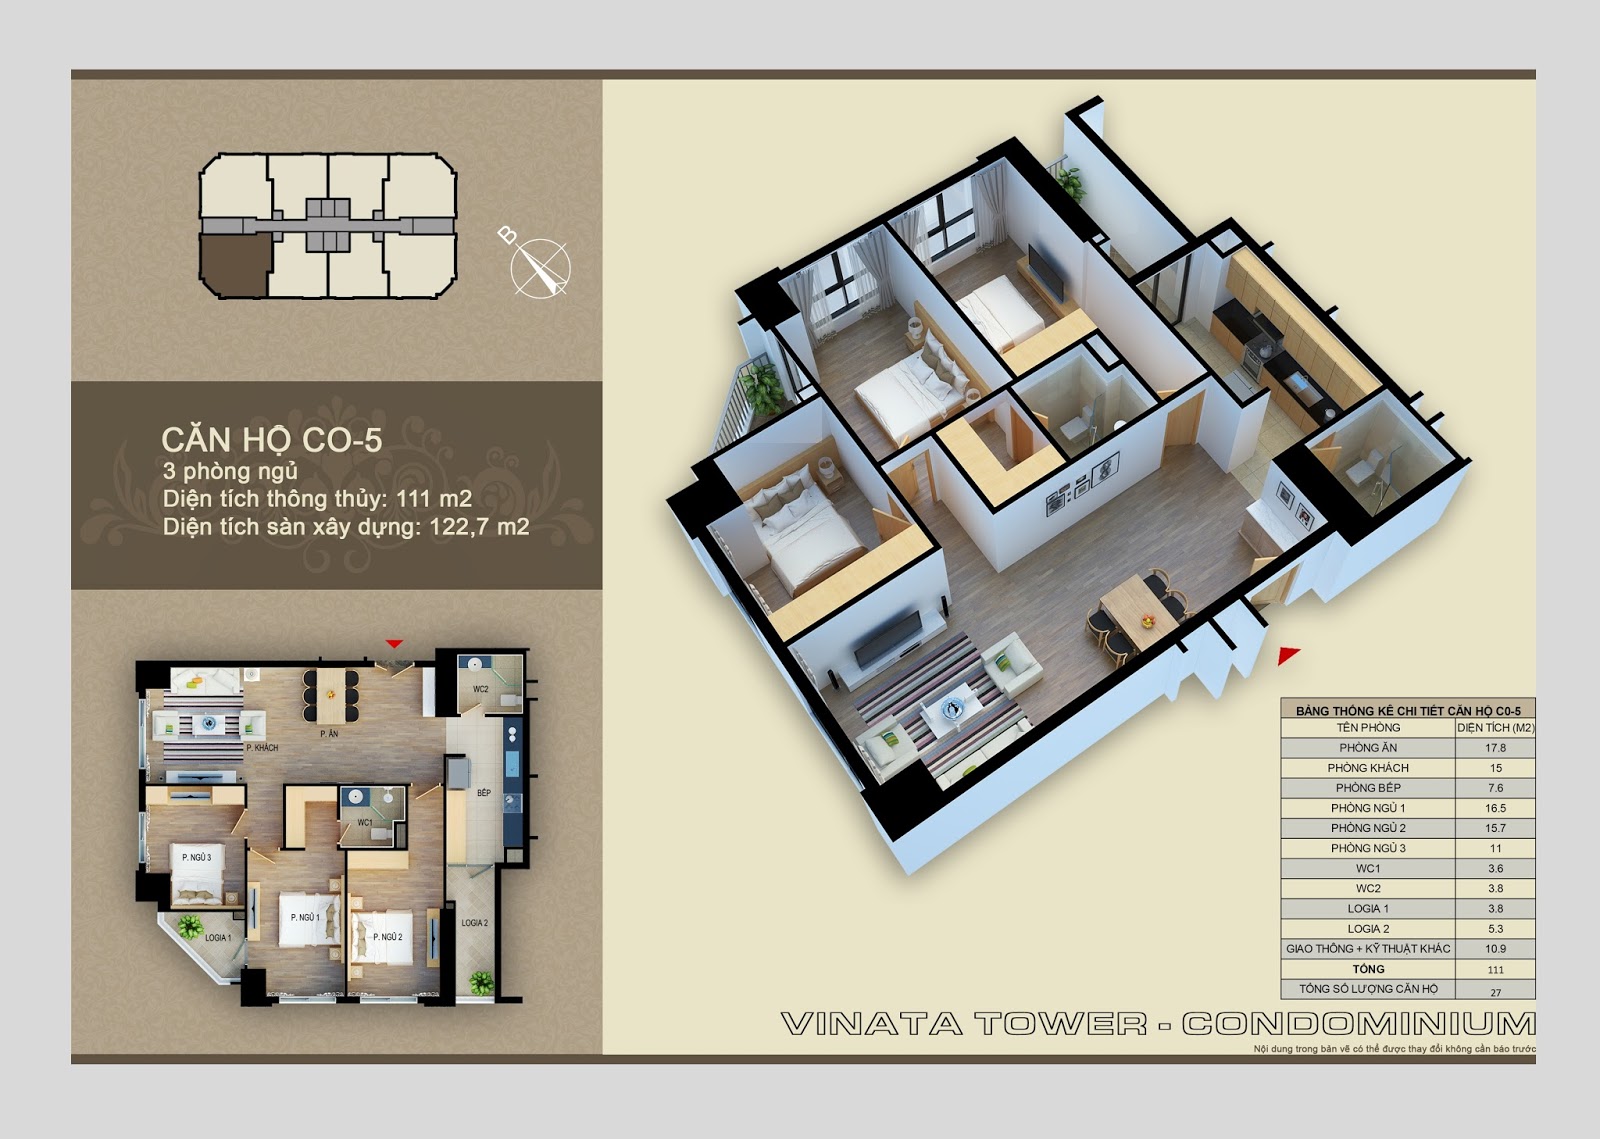 B
CĂN HỘ CO-5
3 phòng ngủ
Diện tích thông thủy: 111 m2
Diện tích sàn xây dựng: 122,7 m2
WC2
P. ĂN
P. KHÁCH
BẾP
WC1
P. NGỦ 3
P. NGỦ 1
P. NGỦ 2
LOGIA 1
LOGIA 2
BẢNG THỐNG KÊ CHI TIẾT CĂN HỘ C0-5
TÊN PHÒNG DIỆN TÍCH (M2)
PHÒNG ĂN 17.8
PHÒNG KHÁCH 15
PHÒNG BẾP 7.6
PHÒNG NGỦ 1 16.5
PHÒNG NGỦ 2 15.7
PHÒNG NGỦ 3 11
WC1 3.6
WC2 3.8
LOGIA 1 3.8
LOGIA 2 5.3
GIAO THÔNG + KỸ THUẬT KHÁC 10.9
TỔNG 111
TỔNG SỐ LƯỢNG CĂN HỘ 27
VINATA TOWER - CONDOMINIUM
Nội dung trong bản vẽ có thể được thay đổi không cần báo trước